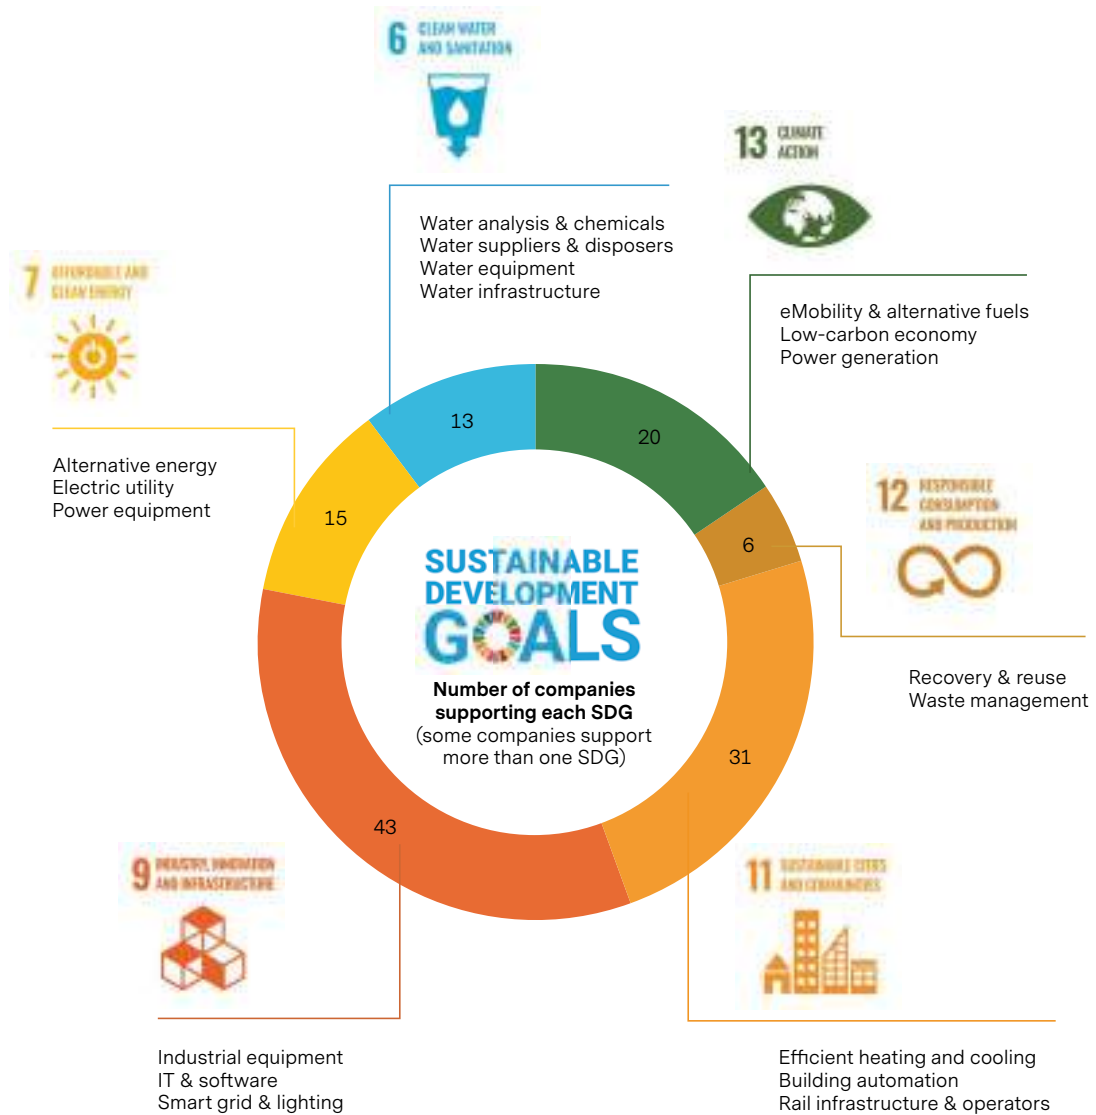 6 CLEAN WATER
AND SANITATION
Water analysis & chemicals
Water suppliers & disposers
Water equipment
Water infrastructure
13 CLIMATE
ACTION
eMobility & alternative fuels
Low-carbon economy
Power generation
7 AFFORDABLE AND
CLEAN ENERGY
Alternative energy
Electric utility
Power equipment
13
20
15
6
31
43
12 RESPONSIBLE
CONSUMPTION
AND PRODUCTION
Recovery & reuse
Waste management
SUSTAINABLE
DEVELOPMENT
GOALS
Number of companies
supporting each SDG
(some companies support
more than one SDG)
9 INDUSTRY, INNOVATION
AND INFRASTRUCTURE
Industrial equipment
IT & software
Smart grid & lighting
11 SUSTAINABLE CITIES
AND COMMUNITIES
Efficient heating and cooling
Building automation
Rail infrastructure & operators